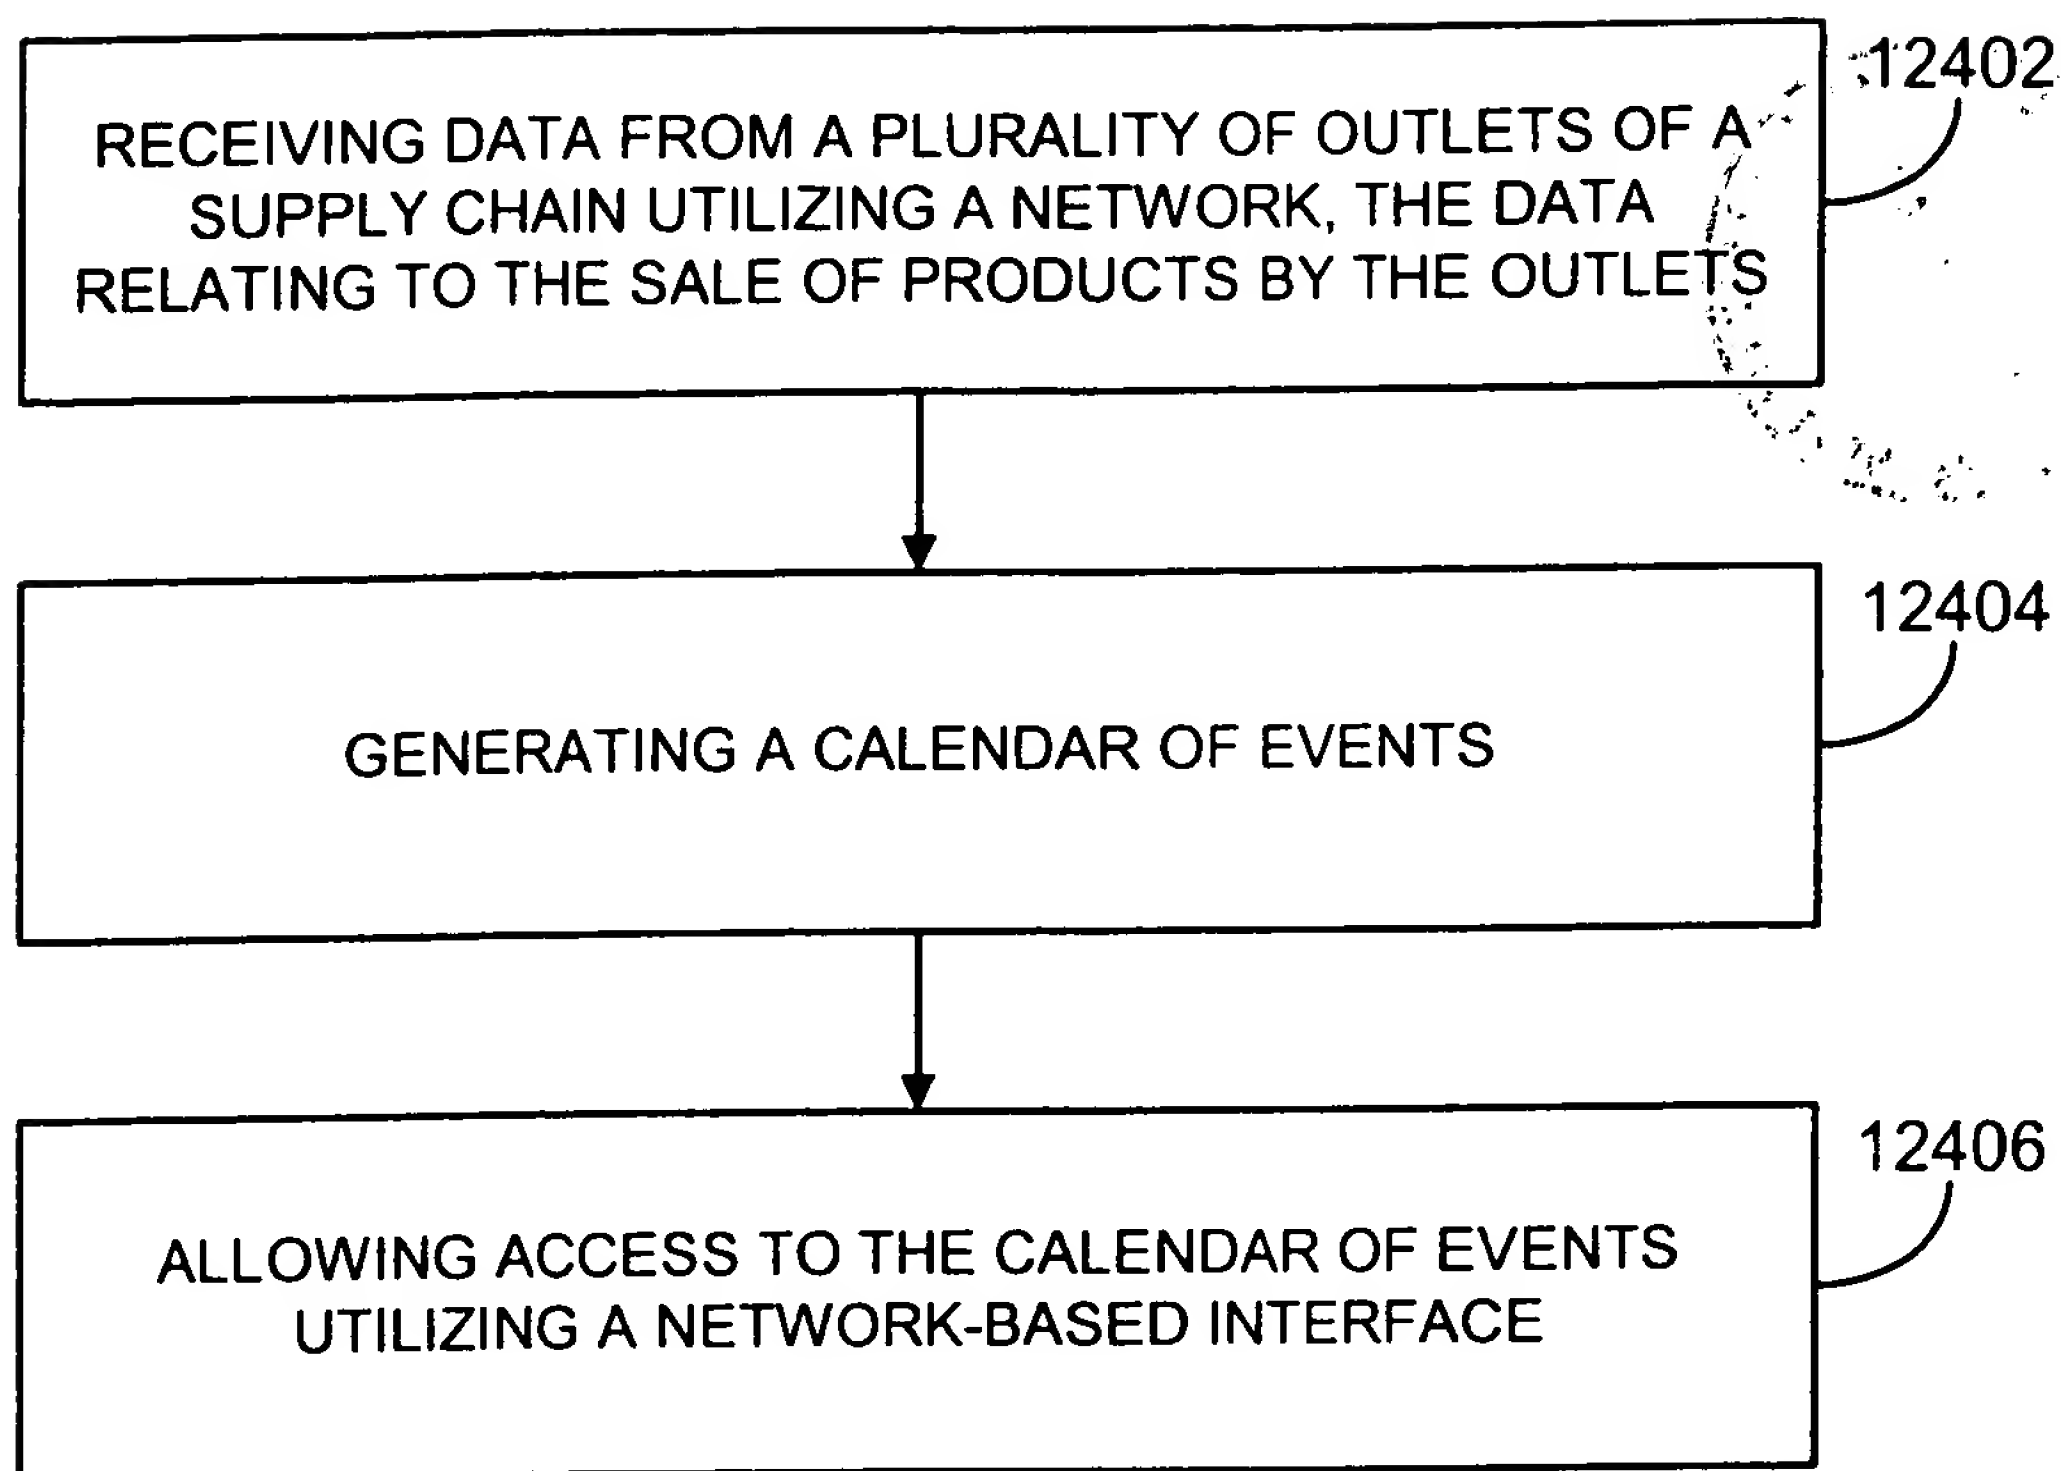 12402
RECEIVING DATA FROM A PLURALITY OF OUTLETS OF A
SUPPLY CHAIN UTILIZING A NETWORK, THE DATA
RELATING TO THE SALE OF PRODUCTS BY THE OUTLETS
12404
GENERATING A CALENDAR OF EVENTS
12406
ALLOWING ACCESS TO THE CALENDAR OF EVENTS
UTILIZING A NETWORK-BASED INTERFACE